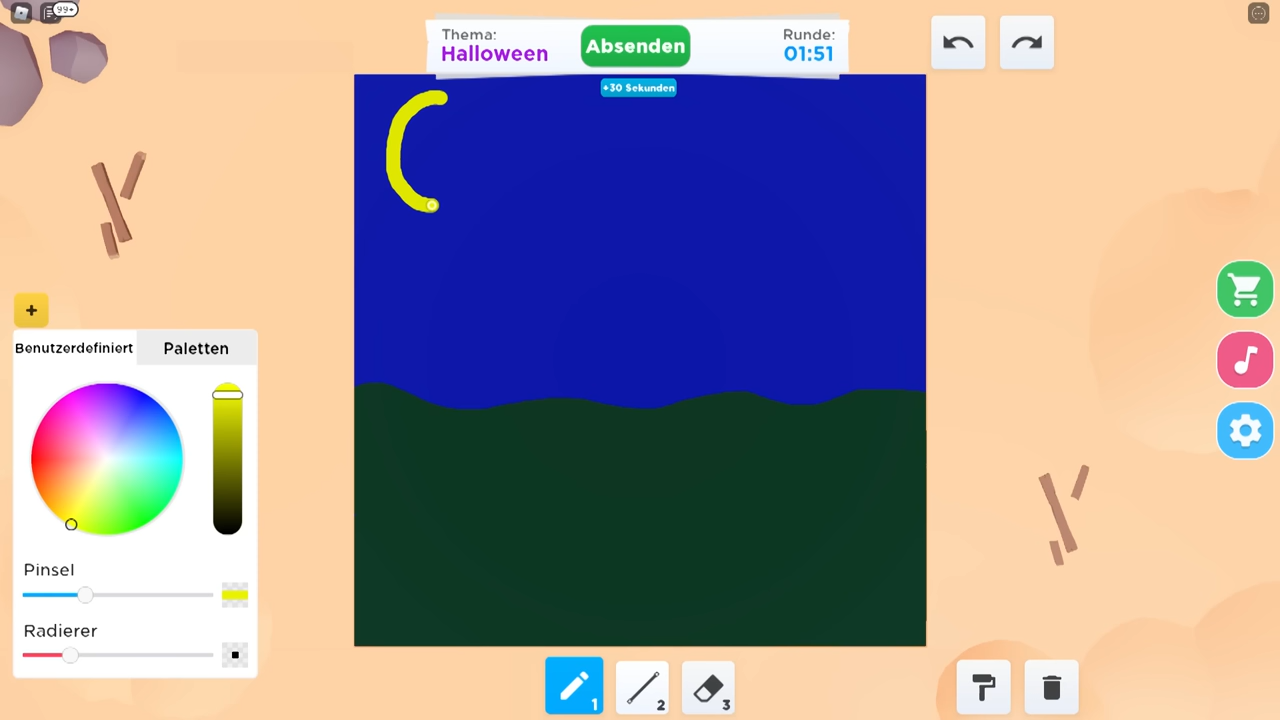 99+
Thema:
Halloween
Absenden
Runde:
01:51
+30 Sekunden
+
Benutzerdefiniert
Paletten
Pinsel
Radierer
1
2
3